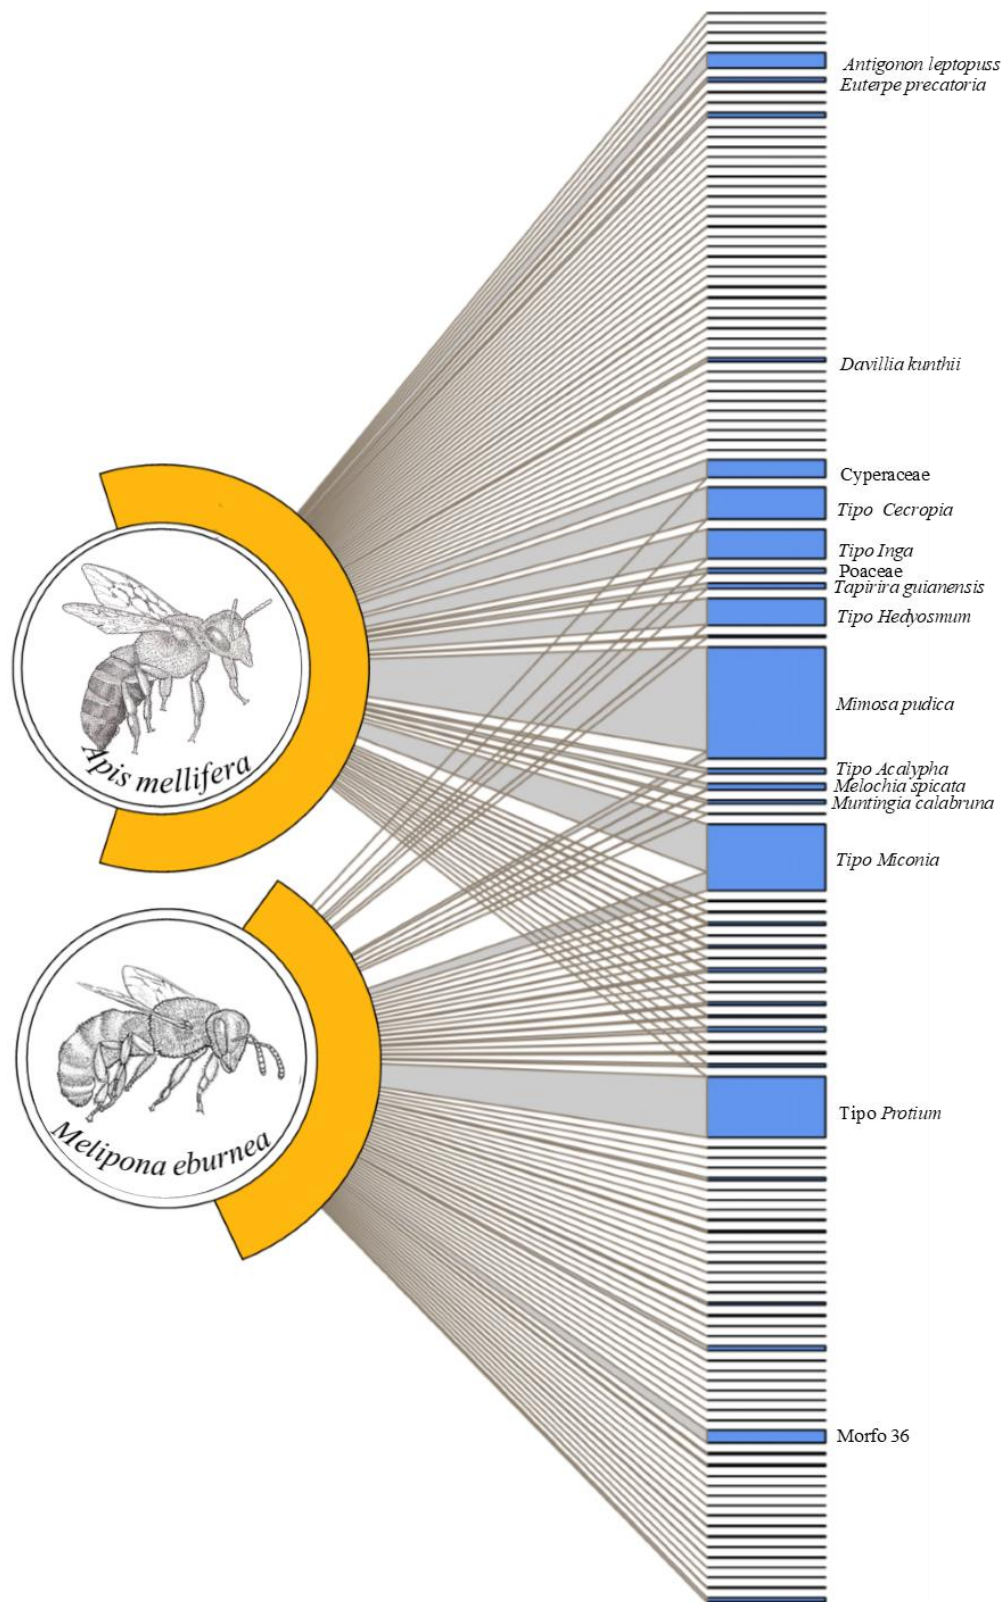 Antigonon leptopuss
Euterpe precatoria
Davillia kunthii
Cyperaceae
Tipo Cecropia
Tipo Inga
Poaceae
Tapirira guianensis
Tipo Hedyosmum
Mimosa pudica
Tipo Acalypha
Melochia spicata
Muntingia calabruna
Apis mellifera
Tipo Miconia
Tipo Protium
Melipona eburnea
Morfo 36